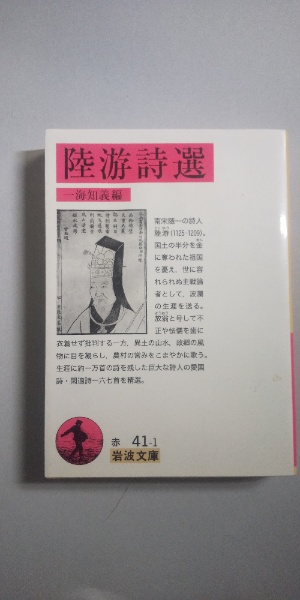 陸游詩選
一海知義編
南宋随一の詩人
陸游(1125-1209)。
国土の半分を金
に奪われた祖国
を憂え、世に容
れられぬ主戦論
者として、波瀾
の生涯を送る。
放翁と号して不
正や怯懦を歯に
衣着せず批判する一方、異土の山水、故郷の風
物に目を凝らし、農村の営みをこまやかに歌う。
生涯に約一万首の詩を残した巨大な詩人の愛国
詩・閑適詩一六七首を精選。
赤 41-1
岩波文庫